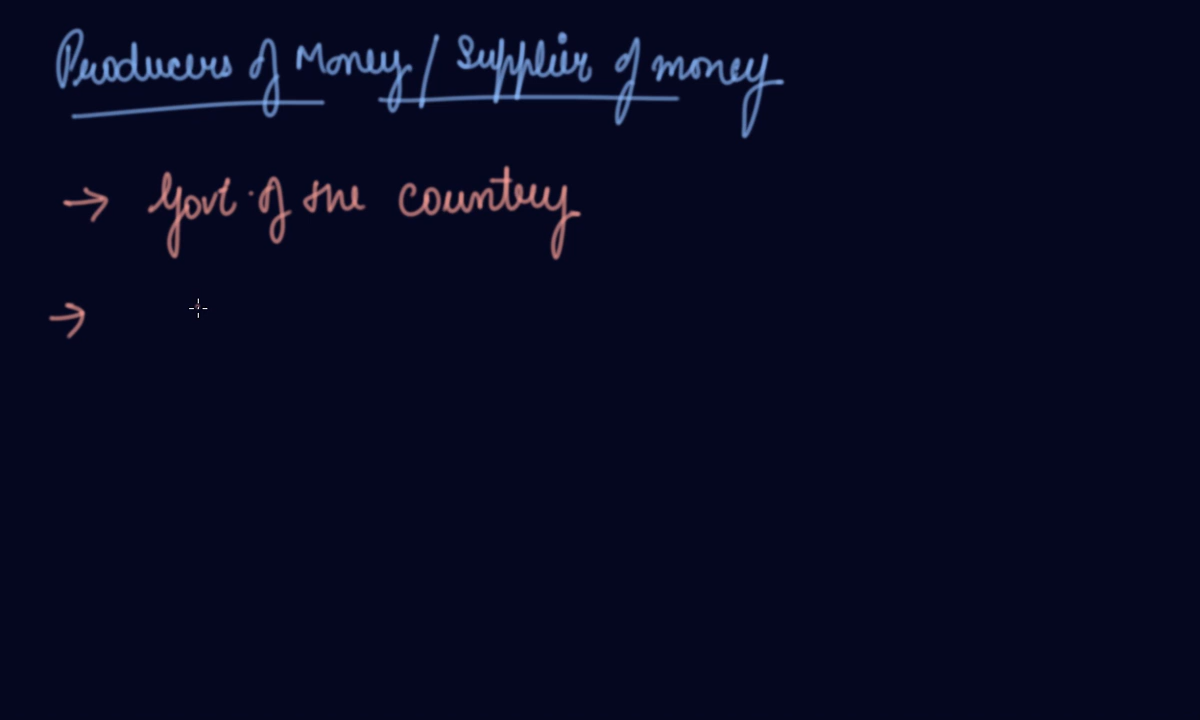 Producers of Money / Supplier of money
→ Govt. of the country
→